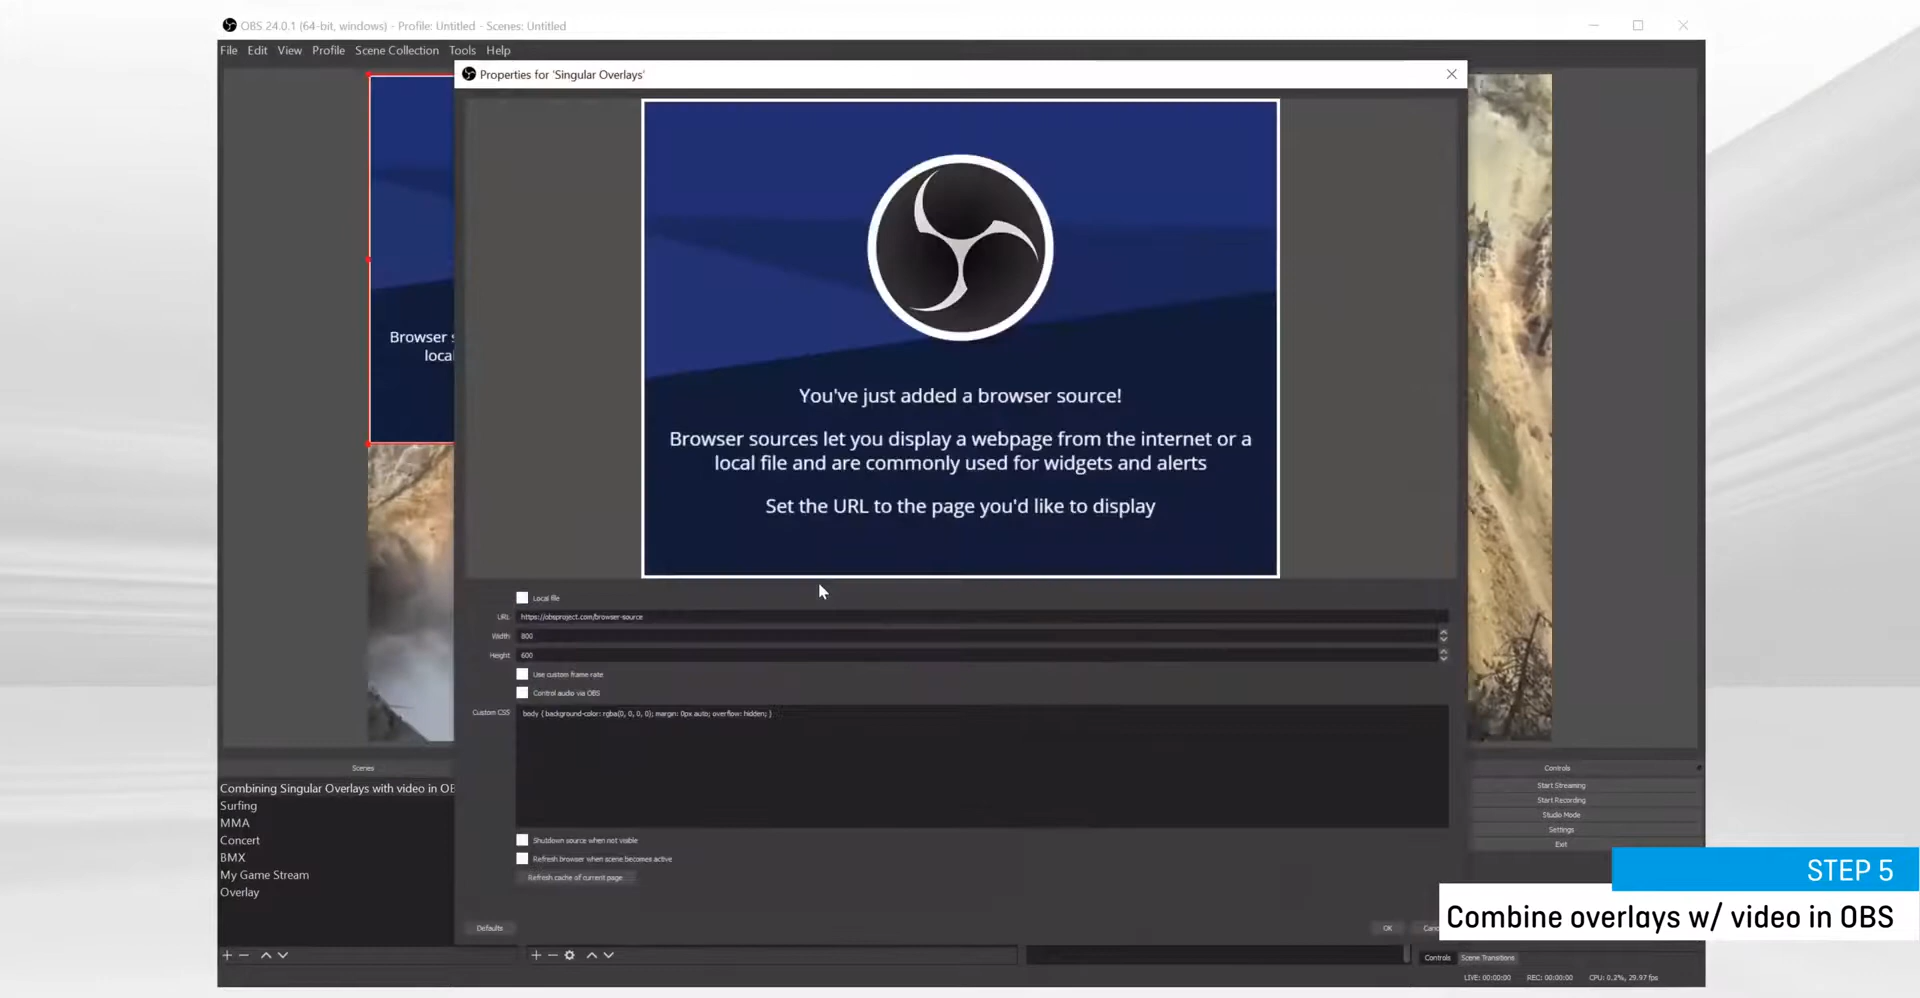 OBS 24.0.1 (64-bit, windows) - Profile: Untitled - Scenes: Untitled
File Edit View Profile Scene Collection Tools Help
Properties for 'Singular Overlays'
Browser
local
You've just added a browser source!
Browser sources let you display a webpage from the internet or a
local file and are commonly used for widgets and alerts
Set the URL to the page you'd like to display
Local file
URL https://obsproject.com/browser-source
Width 800
Height 600
Use custom frame rate
Control audio via OBS
Custom CSS body { background-color: rgba(0, 0, 0, 0); margin: 0px auto; overflow: hidden; }
Shutdown source when not visible
Refresh browser when scene becomes active
Refresh cache of current page
Defaults
OK
Scenes
Combining Singular Overlays with video in OB
Surfing
MMA
Concert
BMX
My Game Stream
Overlay
Controls
Start Streaming
Start Recording
Studio Mode
Settings
Exit
STEP 5
Combine overlays w/ video in OBS
Controls Scene Transitions
LIVE: 00:00:00 REC: 00:00:00 CPU: 0.2%, 29.97 fps